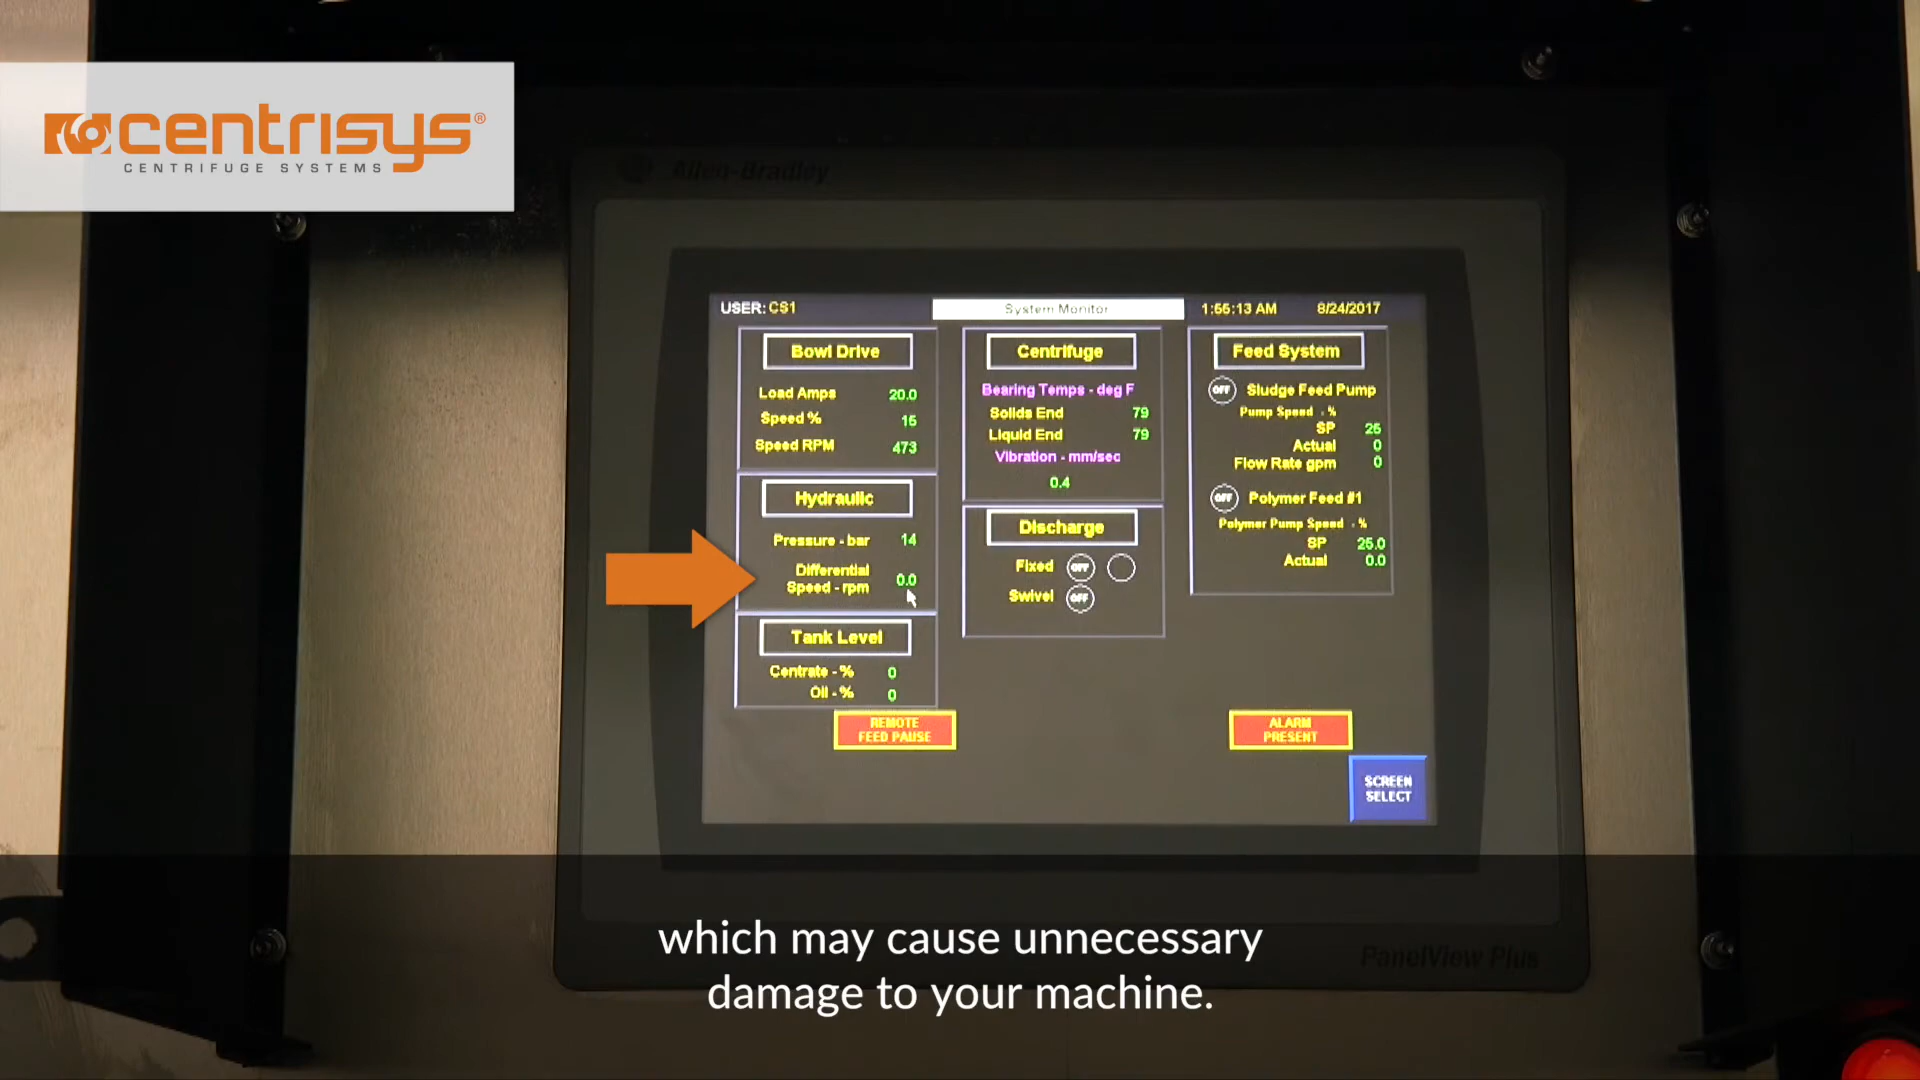 centrisys®
CENTRIFUGE SYSTEMS
Allen-Bradley
USER: CS1
System Monitor
1:55:13 AM
8/24/2017
Bowl Drive
Load Amps 20.0
Speed % 15
Speed RPM 473
Hydraulic
Pressure - bar 14
Differential
Speed - rpm 0.0
Tank Level
Centrate - % 0
Oil - % 0
Centrifuge
Bearing Temps - deg F
Solids End 79
Liquid End 79
Vibration - mm/sec
0.4
Discharge
Fixed OFF
Swivel OFF
Feed System
OFF Sludge Feed Pump
Pump Speed - %
SP 25
Actual 0
Flow Rate gpm 0
OFF Polymer Feed #1
Polymer Pump Speed - %
SP 25.0
Actual 0.0
REMOTE
FEED PAUSE
ALARM
PRESENT
SCREEN
SELECT
PanelView Plus
which may cause unnecessary
damage to your machine.